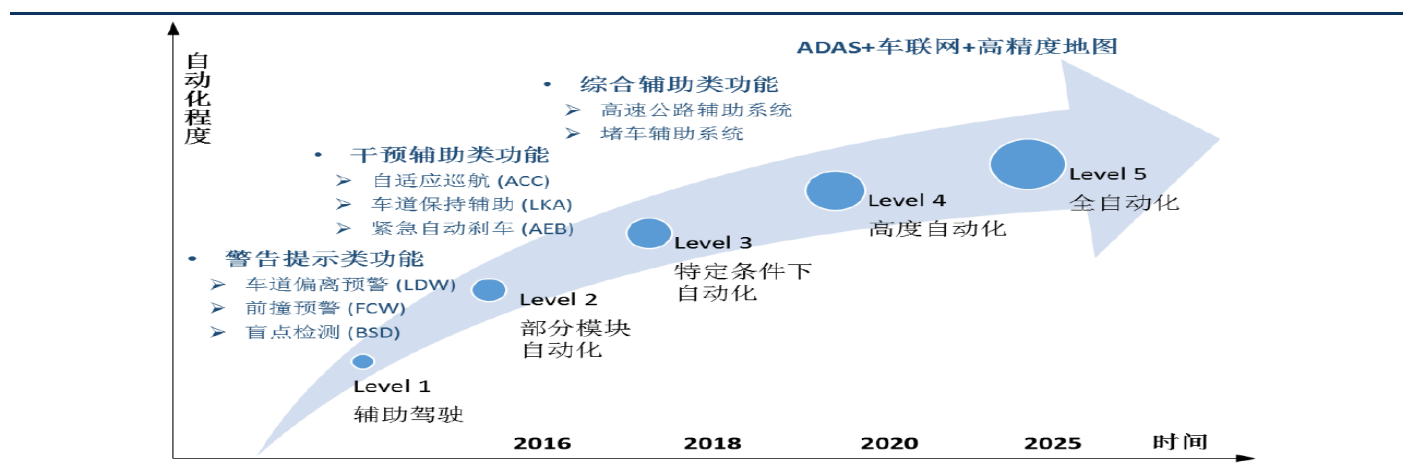 ADAS+车联网+高精度地图
自动化程度
• 综合辅助类功能
➢ 高速公路辅助系统
➢ 堵车辅助系统
• 干预辅助类功能
➢ 自适应巡航 (ACC)
➢ 车道保持辅助 (LKA)
➢ 紧急自动刹车 (AEB)
• 警告提示类功能
➢ 车道偏离预警 (LDW)
➢ 前撞预警 (FCW)
➢ 盲点检测 (BSD)
Level 1
辅助驾驶
Level 2
部分模块
自动化
Level 3
特定条件下
自动化
Level 4
高度自动化
Level 5
全自动化
2016 2018 2020 2025 时间